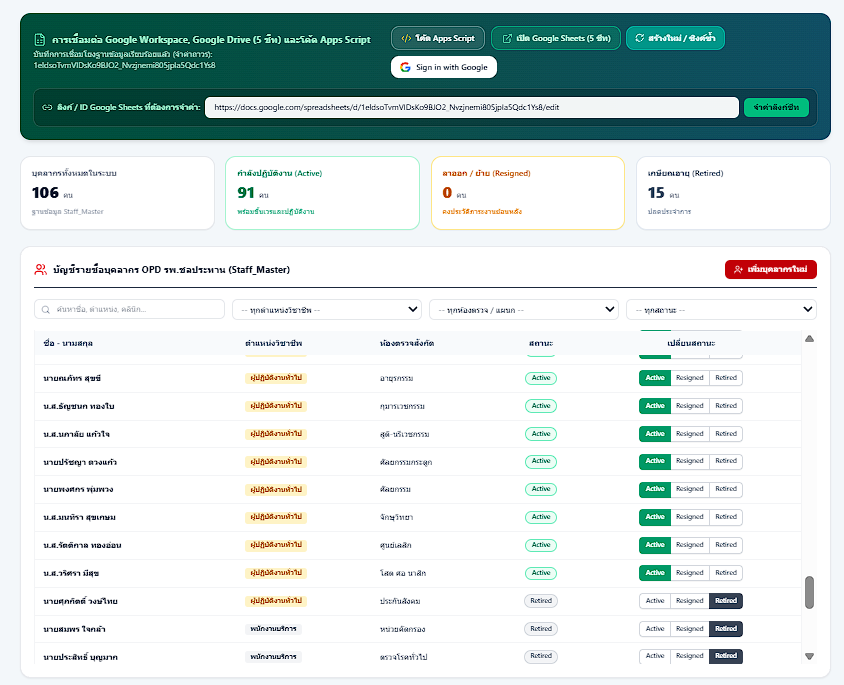 การเชื่อมต่อ Google Workspace, Google Drive (5 ชีท) และโค้ด Apps Script
บันทึกการเชื่อมโยงฐานข้อมูลเรียบร้อยแล้ว (จำค่าถาวร):
1eIdsoTvmVIDsKo9BJO2_Nvzjnemi805jpIa5Qdc1Ys8
</> โค้ด Apps Script
เปิด Google Sheets (5 ชีท)
สร้างใหม่ / ซิงค์ซ้ำ
Sign in with Google
ลิงก์ / ID Google Sheets ที่ต้องการจำค่า:
https://docs.google.com/spreadsheets/d/1eIdsoTvmVIDsKo9BJO2_Nvzjnemi805jpIa5Qdc1Ys8/edit
จำค่าลิงก์ชีท
บุคลากรทั้งหมดในระบบ
106 คน
ฐานข้อมูล Staff_Master
กำลังปฏิบัติงาน (Active)
91 คน
พร้อมขึ้นเวรและปฏิบัติงาน
ลาออก / ย้าย (Resigned)
0 คน
คงประวัติภาระงานย้อนหลัง
เกษียณอายุ (Retired)
15 คน
ปลดประจำการ
บัญชีรายชื่อบุคลากร OPD รพ.ชลประทาน (Staff_Master)
เพิ่มบุคลากรใหม่
ค้นหาชื่อ, ตำแหน่ง, คลินิก...
-- ทุกตำแหน่งวิชาชีพ --
-- ทุกห้องตรวจ / แผนก --
-- ทุกสถานะ --
ชื่อ - นามสกุล ตำแหน่งวิชาชีพ ห้องตรวจสังกัด สถานะ เปลี่ยนสถานะ
นายณภัทร สุขชี ผู้ปฏิบัติงานทั่วไป อายุรกรรม Active Active Resigned Retired
น.ส.ธัญชนก ทองใบ ผู้ปฏิบัติงานทั่วไป กุมารเวชกรรม Active Active Resigned Retired
น.ส.นภาลัย แก้วใจ ผู้ปฏิบัติงานทั่วไป สูติ-นรีเวชกรรม Active Active Resigned Retired
นายปรัชญา ดวงแก้ว ผู้ปฏิบัติงานทั่วไป ศัลยกรรมกระดูก Active Active Resigned Retired
นายพงศกร พุ่มพวง ผู้ปฏิบัติงานทั่วไป ศัลยกรรม Active Active Resigned Retired
น.ส.มนทิรา สุขเกษม ผู้ปฏิบัติงานทั่วไป จักษุวิทยา Active Active Resigned Retired
น.ส.รัตติกาล ทองอ่อน ผู้ปฏิบัติงานทั่วไป ศูนย์เลสิก Active Active Resigned Retired
น.ส.วริศรา มีสุข ผู้ปฏิบัติงานทั่วไป โสต ศอ นาสิก Active Active Resigned Retired
นายศุภกิตติ์ วงษ์ไทย ผู้ปฏิบัติงานทั่วไป ประกันสังคม Retired Active Resigned Retired
นายสมพร ใจกล้า พนักงานบริการ หน่วยคัดกรอง Retired Active Resigned Retired
นายประสิทธิ์ บุญมาก พนักงานบริการ ตรวจโรคทั่วไป Retired Active Resigned Retired